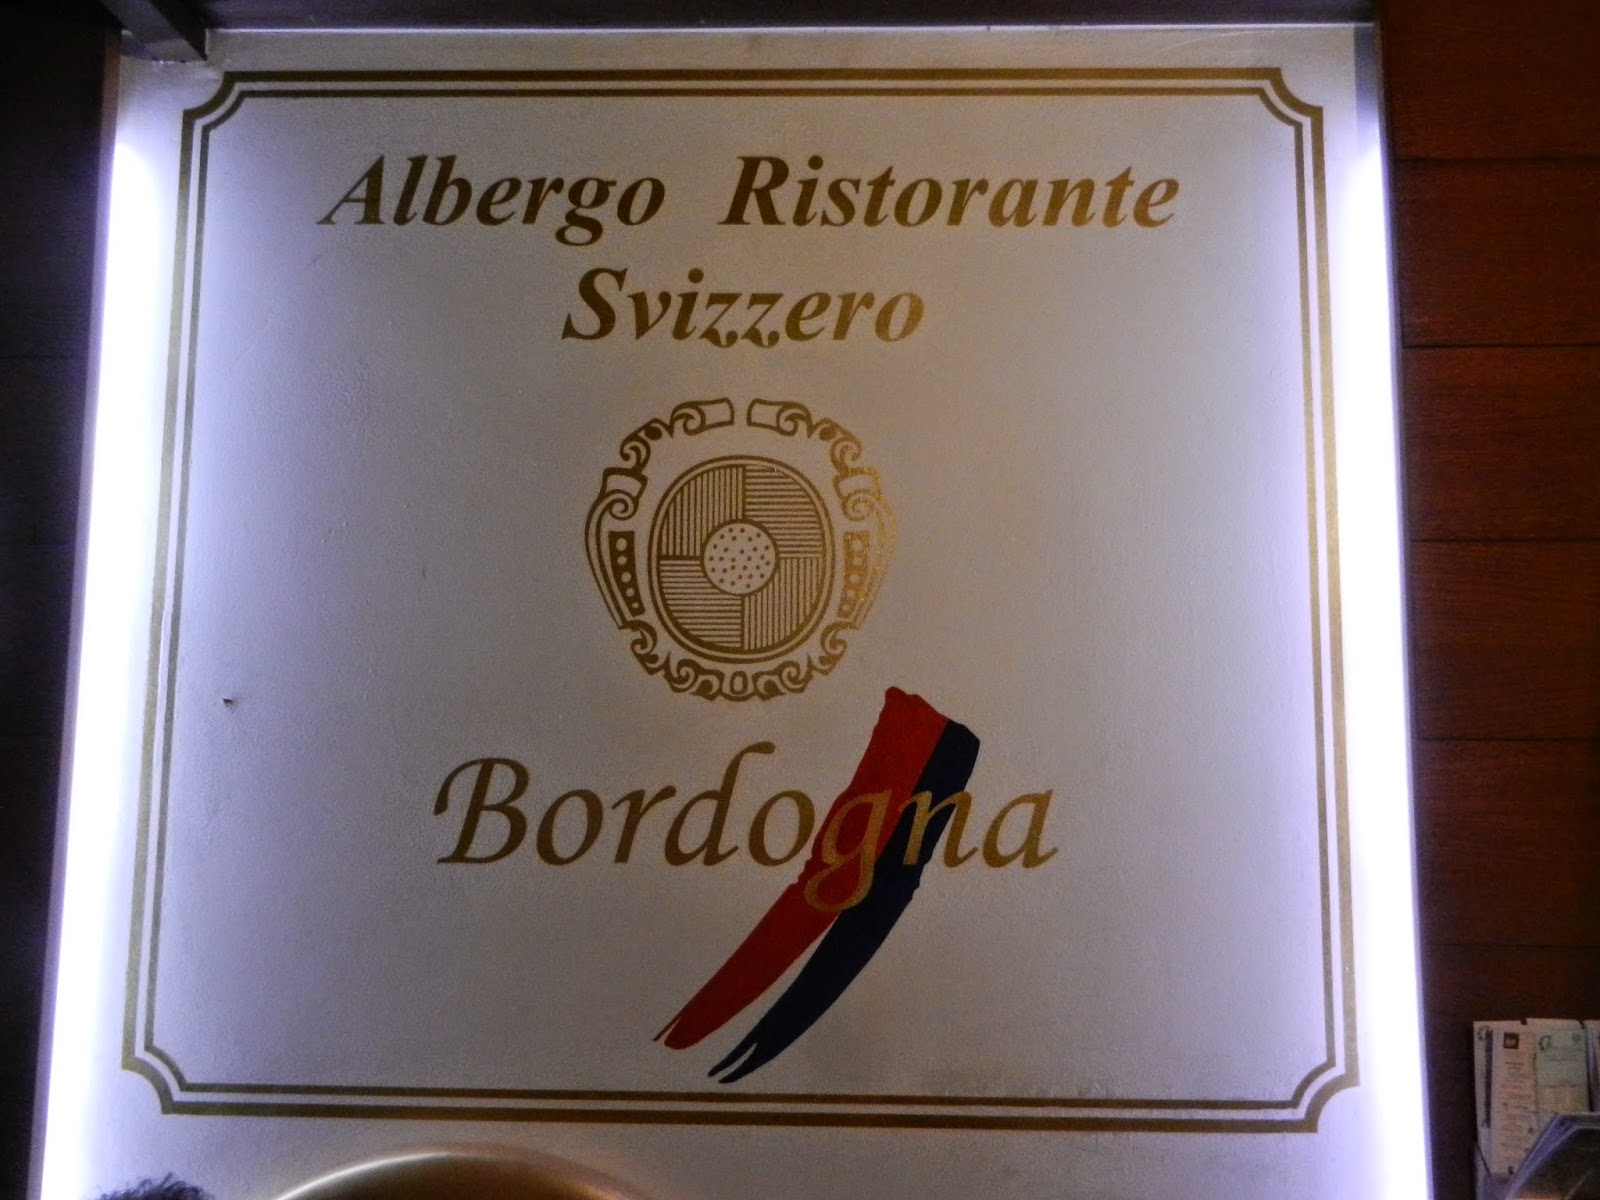 Albergo Ristorante
Svizzero
Bordogna